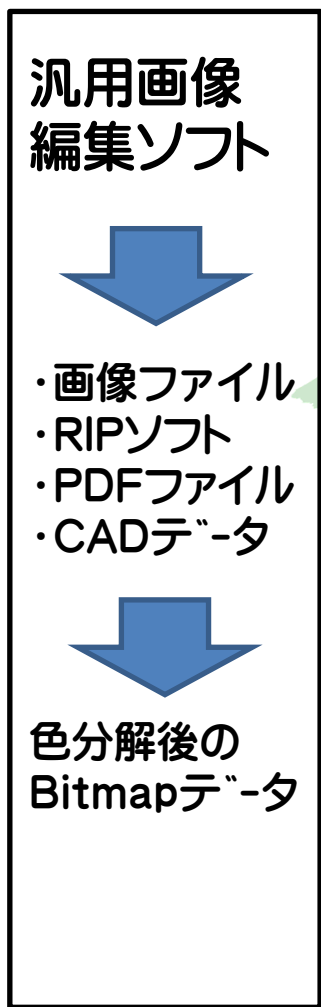 汎用画像
編集ソフト
・画像ファイル
・RIPソフト
・PDFファイル
・CADデ゛-タ
色分解後の
Bitmapデ゛-タ